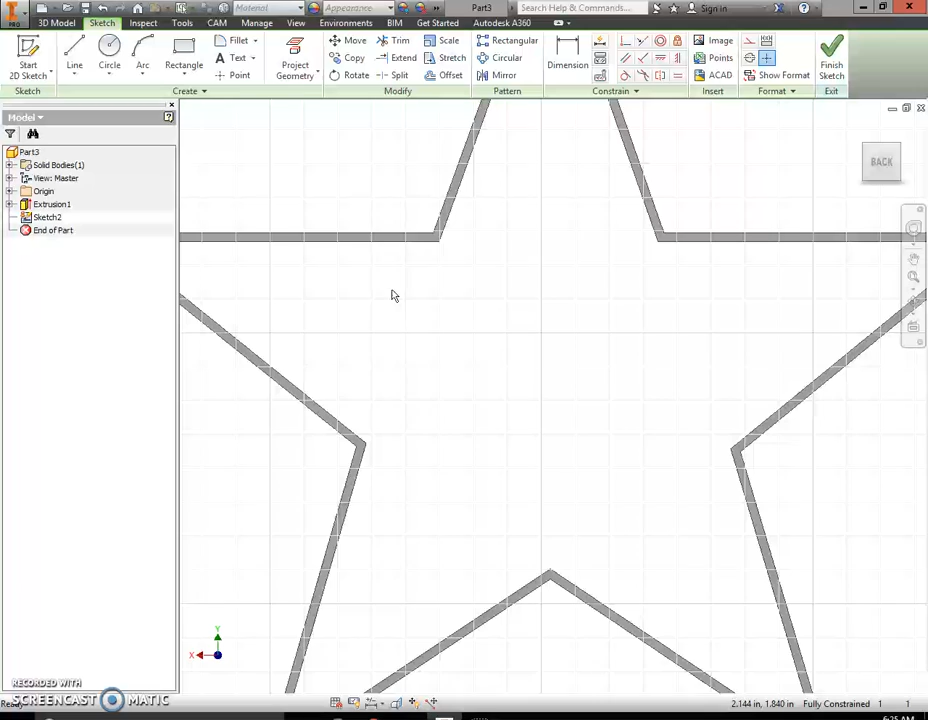 PRO
Material
Appearance
Part3
Search Help & Commands...
Sign In
3D Model Sketch Inspect Tools CAM Manage View Environments BIM Get Started Autodesk A360
Start
2D Sketch
Line
Circle
Arc
Rectangle
Fillet
Text
Point
Project
Geometry
Move
Copy
Rotate
Trim
Extend
Split
Scale
Stretch
Offset
Rectangular
Circular
Mirror
Dimension
Image
Points
ACAD
Show Format
Finish
Sketch
Sketch Create Modify Pattern Constrain Insert Format Exit
Model
Part3
Solid Bodies(1)
View: Master
Origin
Extrusion1
Sketch2
End of Part
BACK
Y
X
RECORDED WITH
SCREENCAST MATIC
Ready
2.144 in, 1.840 in Fully Constrained 1 1